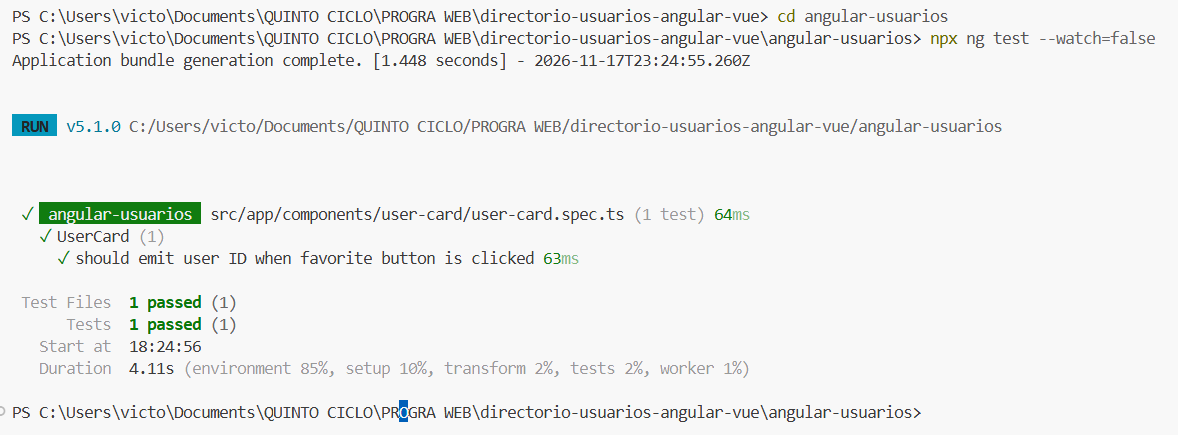 PS C:\Users\victo\Documents\QUINTO CICLO\PROGRA WEB\directorio-usuarios-angular-vue> cd angular-usuarios
PS C:\Users\victo\Documents\QUINTO CICLO\PROGRA WEB\directorio-usuarios-angular-vue\angular-usuarios> npx ng test --watch=false
Application bundle generation complete. [1.448 seconds] - 2026-11-17T23:24:55.260Z
RUN v5.1.0 C:/Users/victo/Documents/QUINTO CICLO/PROGRA WEB/directorio-usuarios-angular-vue/angular-usuarios
✓ angular-usuarios src/app/components/user-card/user-card.spec.ts (1 test) 64ms
✓ UserCard (1)
✓ should emit user ID when favorite button is clicked 63ms
Test Files 1 passed (1)
Tests 1 passed (1)
Start at 18:24:56
Duration 4.11s (environment 85%, setup 10%, transform 2%, tests 2%, worker 1%)
PS C:\Users\victo\Documents\QUINTO CICLO\PROGRA WEB\directorio-usuarios-angular-vue\angular-usuarios>